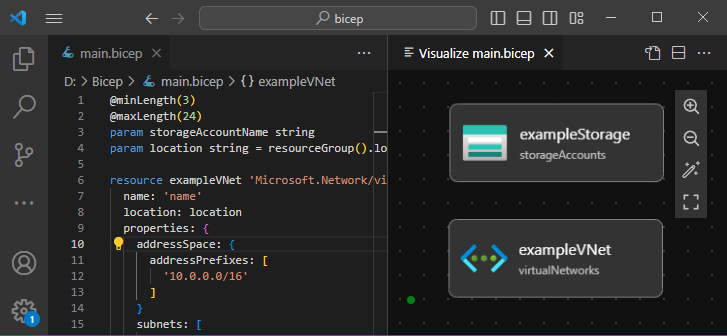 bicep
main.bicep
D: > Bicep > main.bicep > {} exampleVNet
1 @minLength(3)
2 @maxLength(24)
3 param storageAccountName string
4 param location string = resourceGroup().lo
5
6 resource exampleVNet 'Microsoft.Network/vi
7 name: 'name'
8 location: location
9 properties: {
10 addressSpace: {
11 addressPrefixes: [
12 '10.0.0.0/16'
13 ]
14 }
15 subnets: [
1
Visualize main.bicep
exampleStorage
storageAccounts
exampleVNet
virtualNetworks